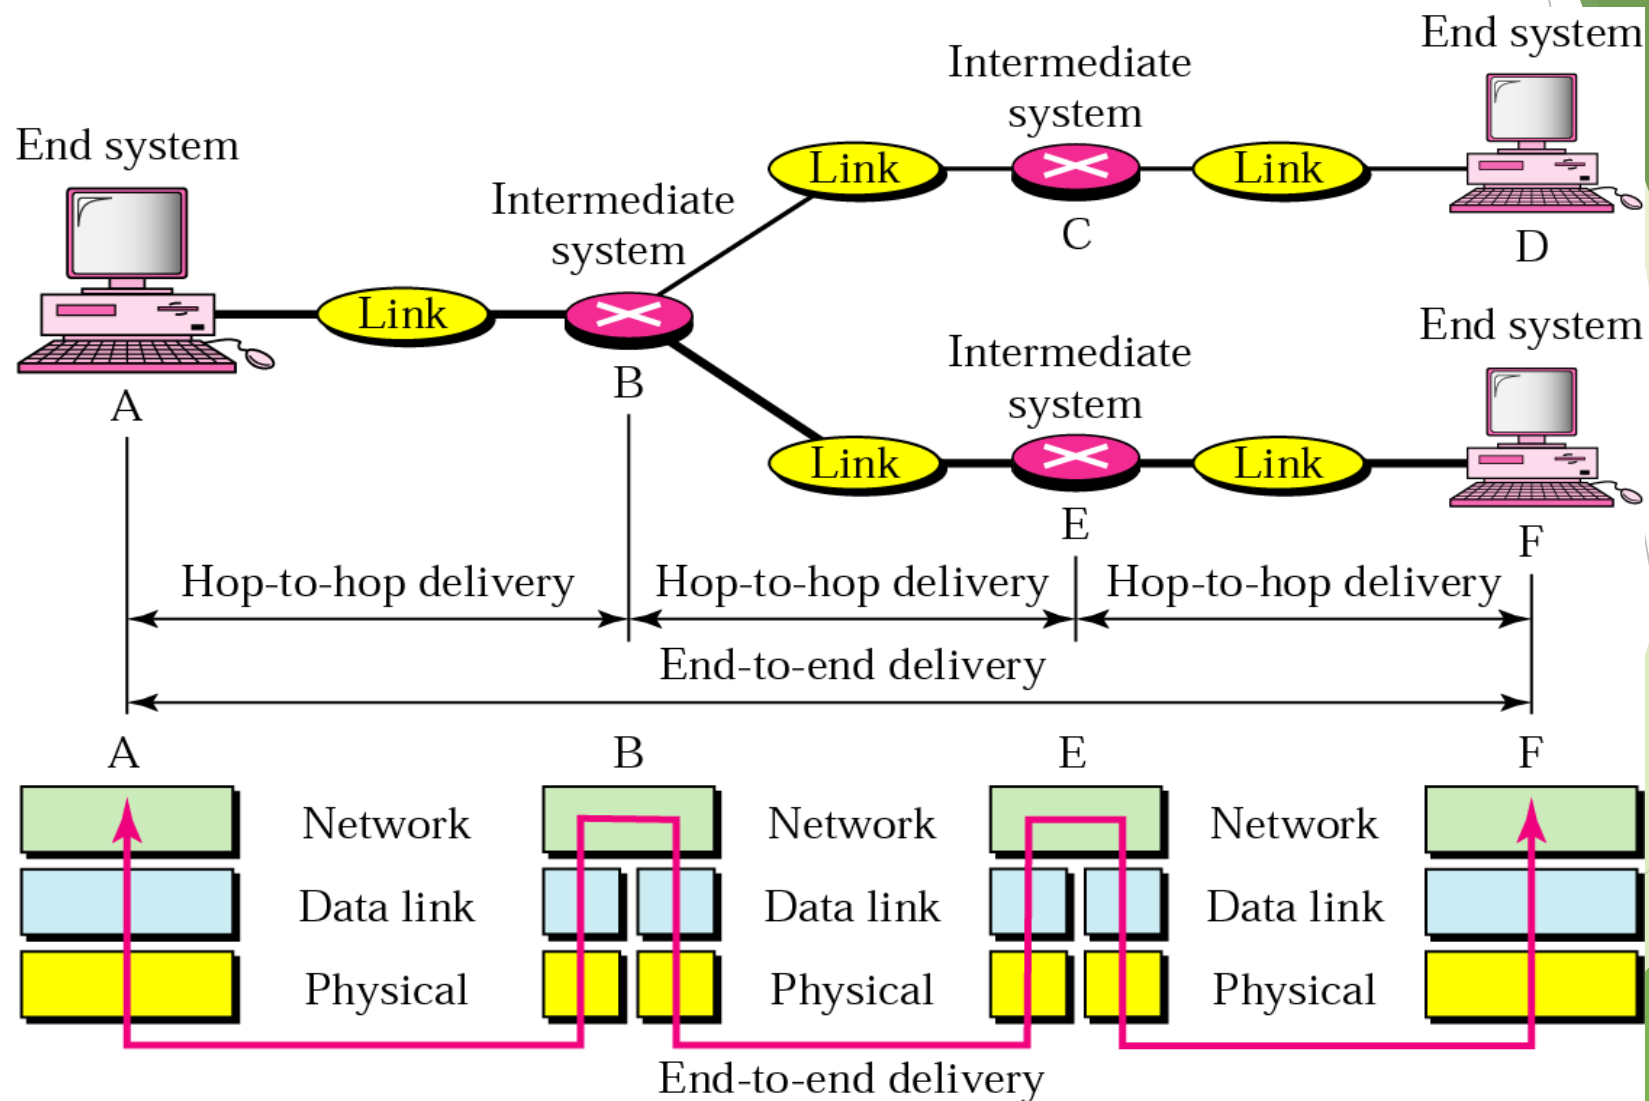 End system
Intermediate
system
End system
Link
C
Link
D
Intermediate
system
A
Link
B
Intermediate
system
End system
Link
E
Link
F
Hop-to-hop delivery
Hop-to-hop delivery
Hop-to-hop delivery
End-to-end delivery
A
B
E
F
Network
Network
Network
Data link
Data link
Data link
Physical
Physical
Physical
End-to-end delivery